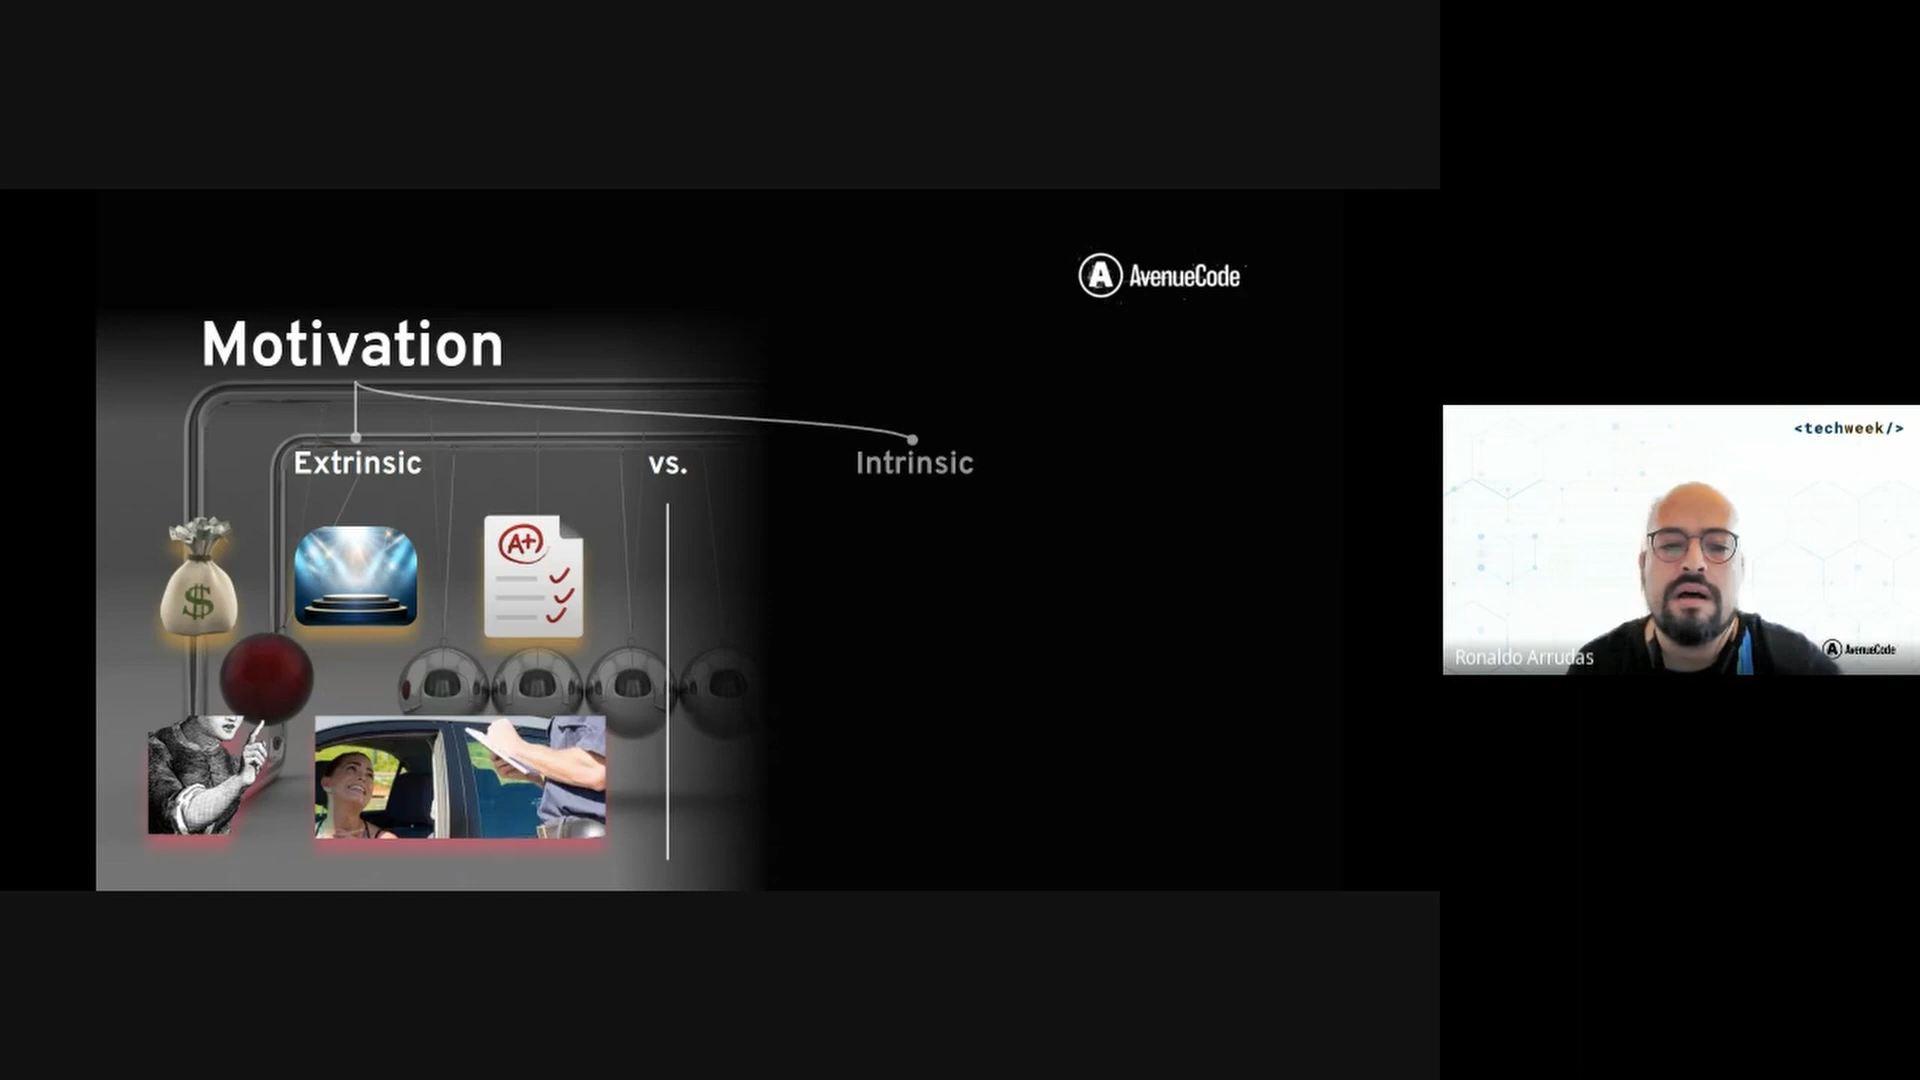 AvenueCode
Motivation
Extrinsic vs. Intrinsic
$
A+
<techweek/>
Ronaldo Arrudas
AvenueCode